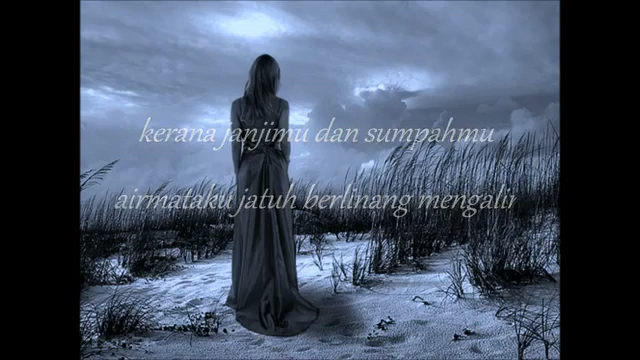 kerana janjimu dan sumpahmu
airmataku jatuh berlinang mengalir